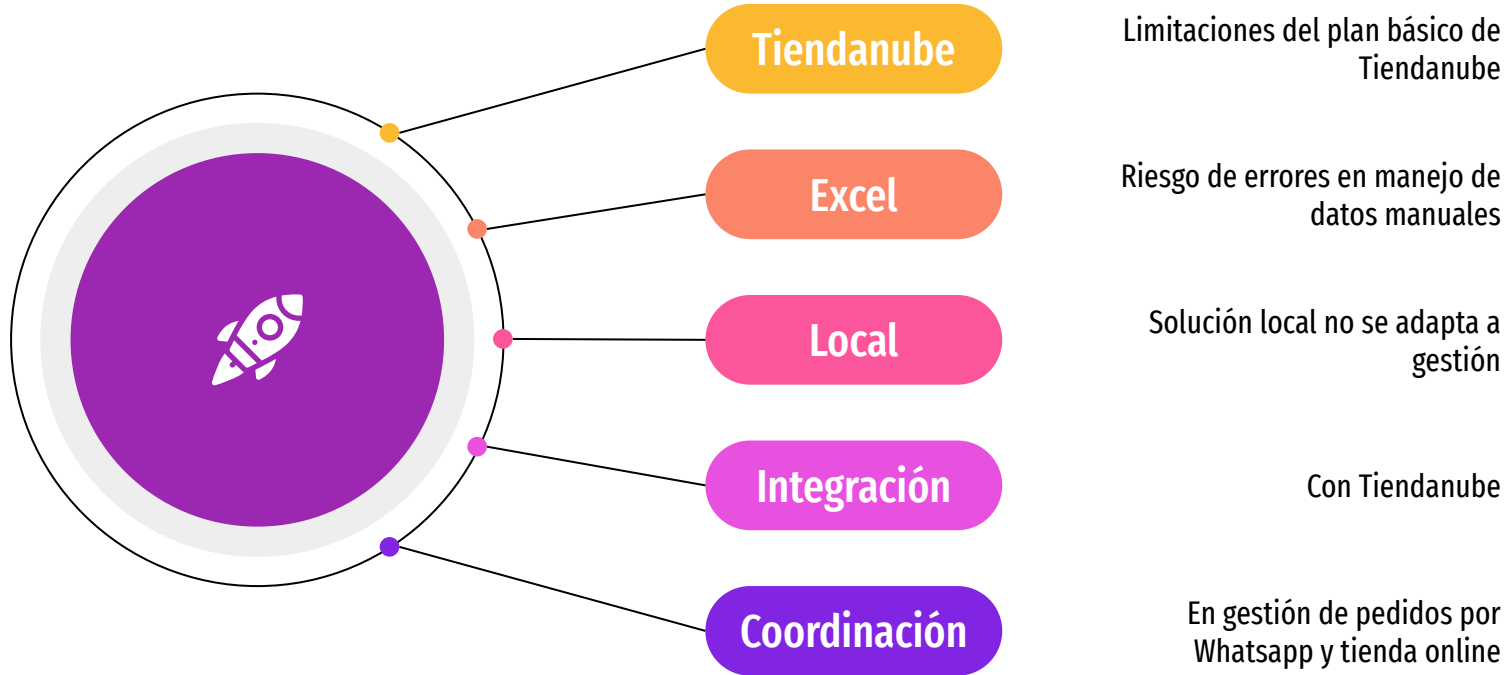 Tiendanube
Limitaciones del plan básico de
Tiendanube
Excel
Riesgo de errores en manejo de
datos manuales
Local
Solución local no se adapta a
gestión
Integración
Con Tiendanube
Coordinación
En gestión de pedidos por
Whatsapp y tienda online